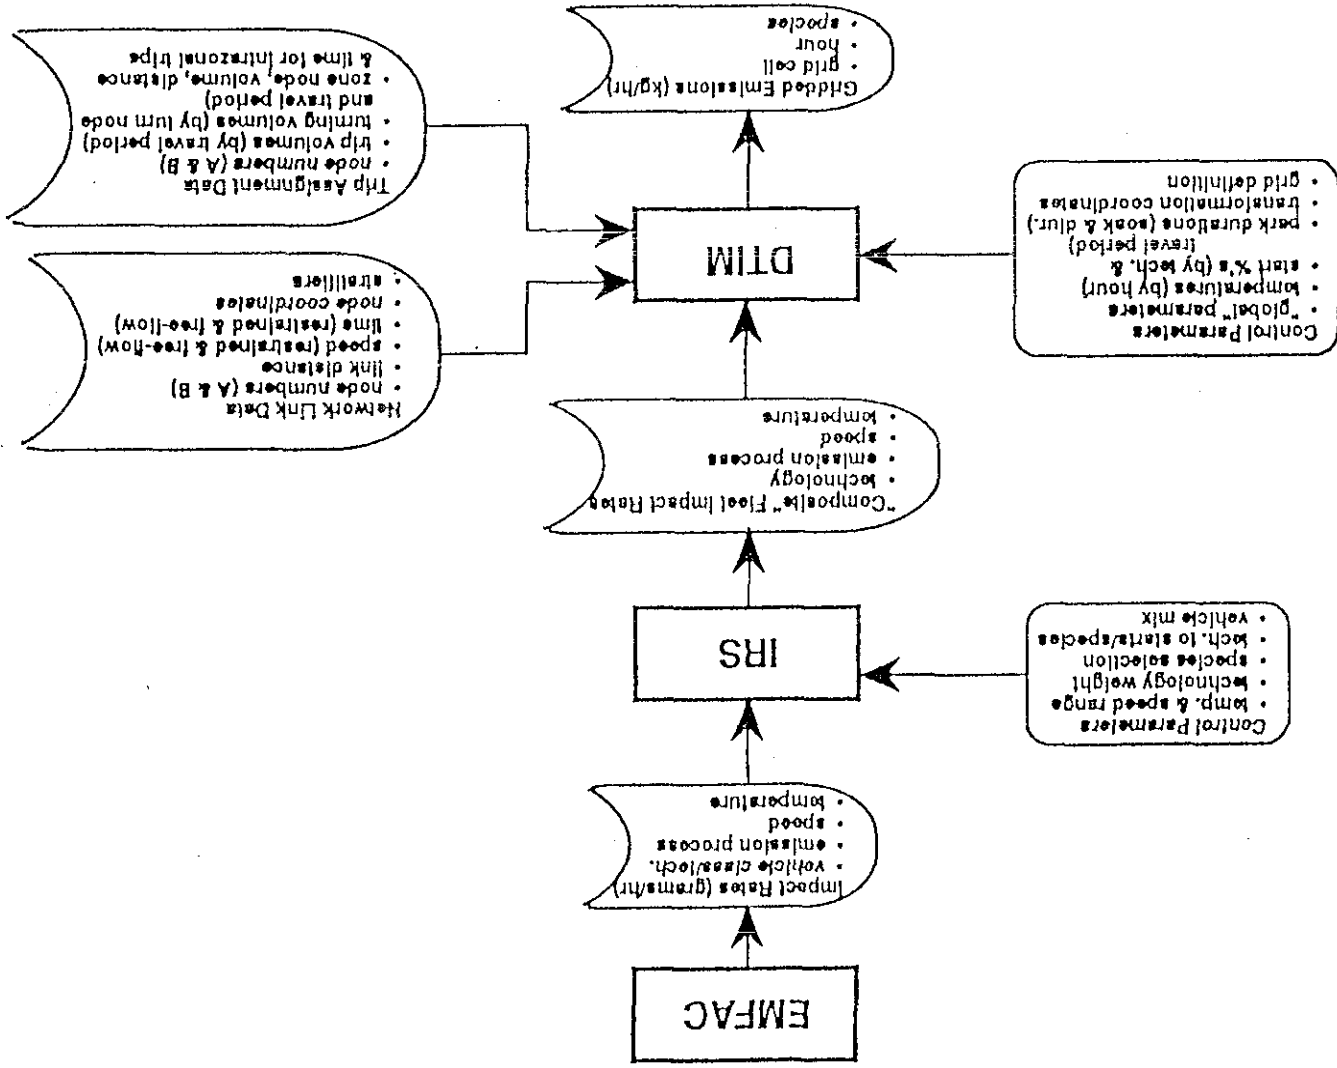 EMFAC
Impact Rates (grams/hr)
• vehicle class/tech.
• emission process
• speed
• temperature
Control Parameters
• temp. & speed range
• technology weight
• species selection
• tech. to starts/species
• vehicle mix
IRS
"Composite" Fleet Impact Rates
• technology
• emission process
• speed
• temperature
Network Link Data
• node numbers (A & B)
• link distance
• speed (restrained & free-flow)
• time (restrained & free-flow)
• node coordinates
• stratifiers
Control Parameters
• "global" parameters
• temperatures (by hour)
• start %'s (by tech. &
travel period)
• park durations (soak & diur.)
• transformation coordinates
• grid definition
DTIM
Trip Assignment Data
• node numbers (A & B)
• trip volumes (by travel period)
• turning volumes (by turn node
and travel period)
• zone node, volume, distance
& time for intrazonal trips
Gridded Emissions (kg/hr)
• grid cell
• hour
• species